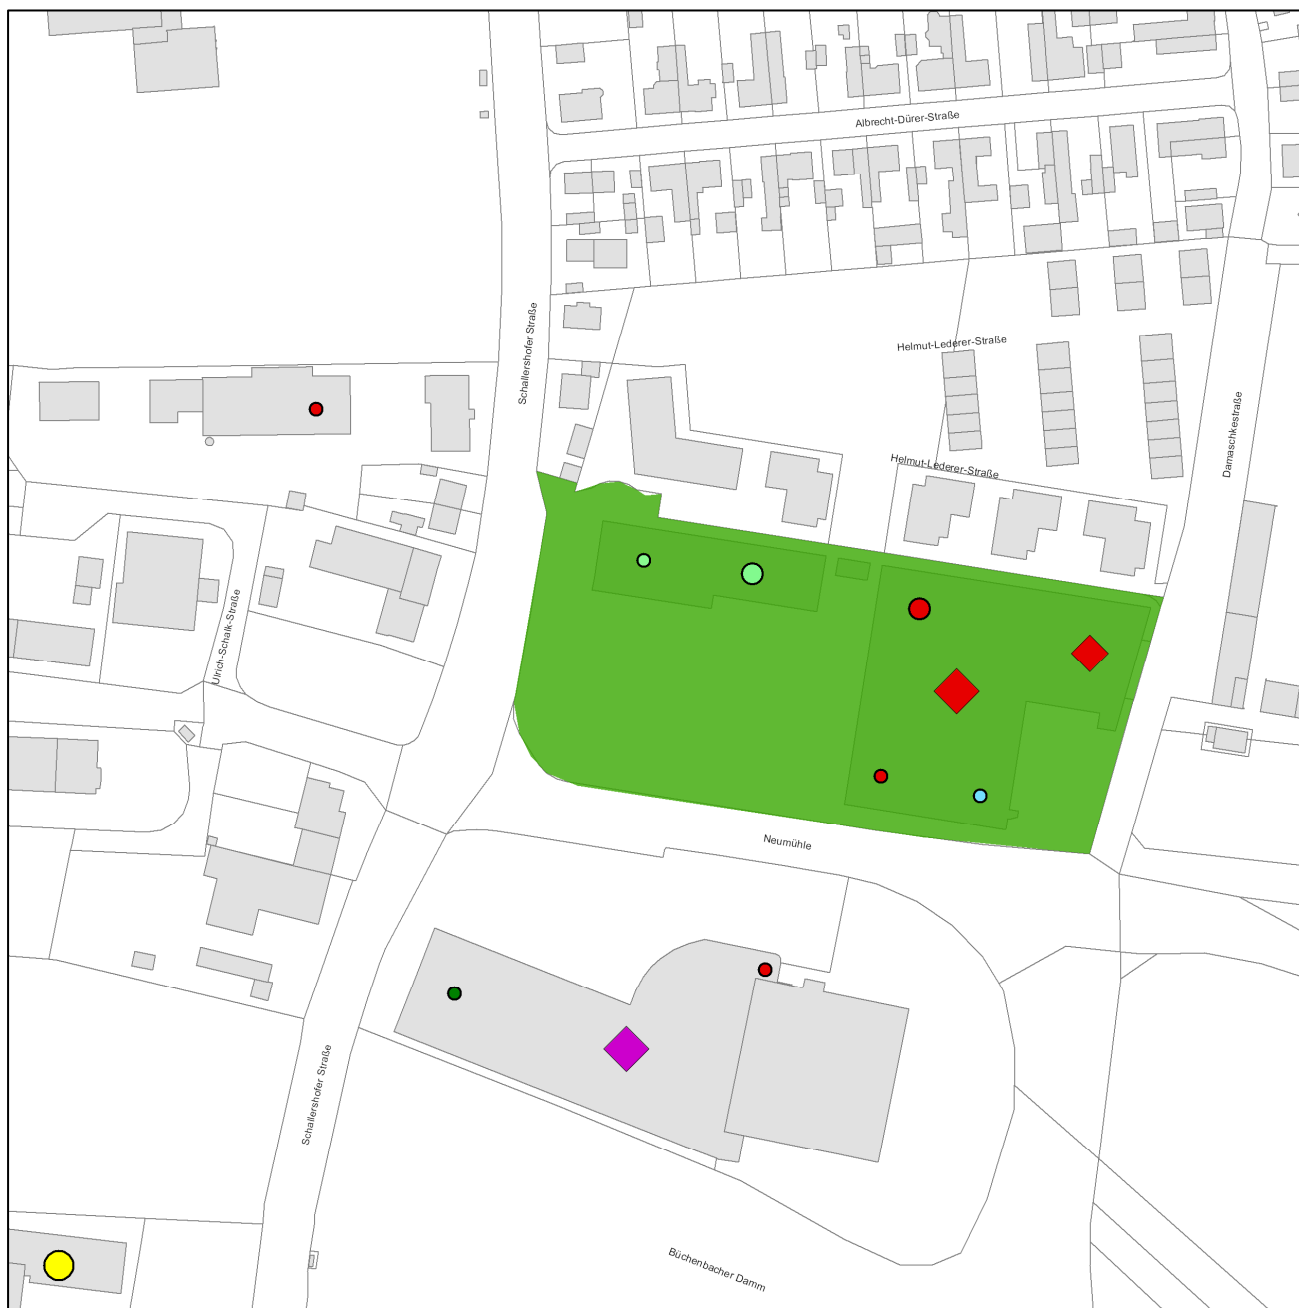 Albrecht-Dürer-Straße
Schallershofer Straße
Helmut-Lederer-Straße
Damaschkestraße
Helmut-Lederer-Straße
Ulrich-Schalk-Straße
Neumühle
Schallershofer Straße
Büchenbacher Damm